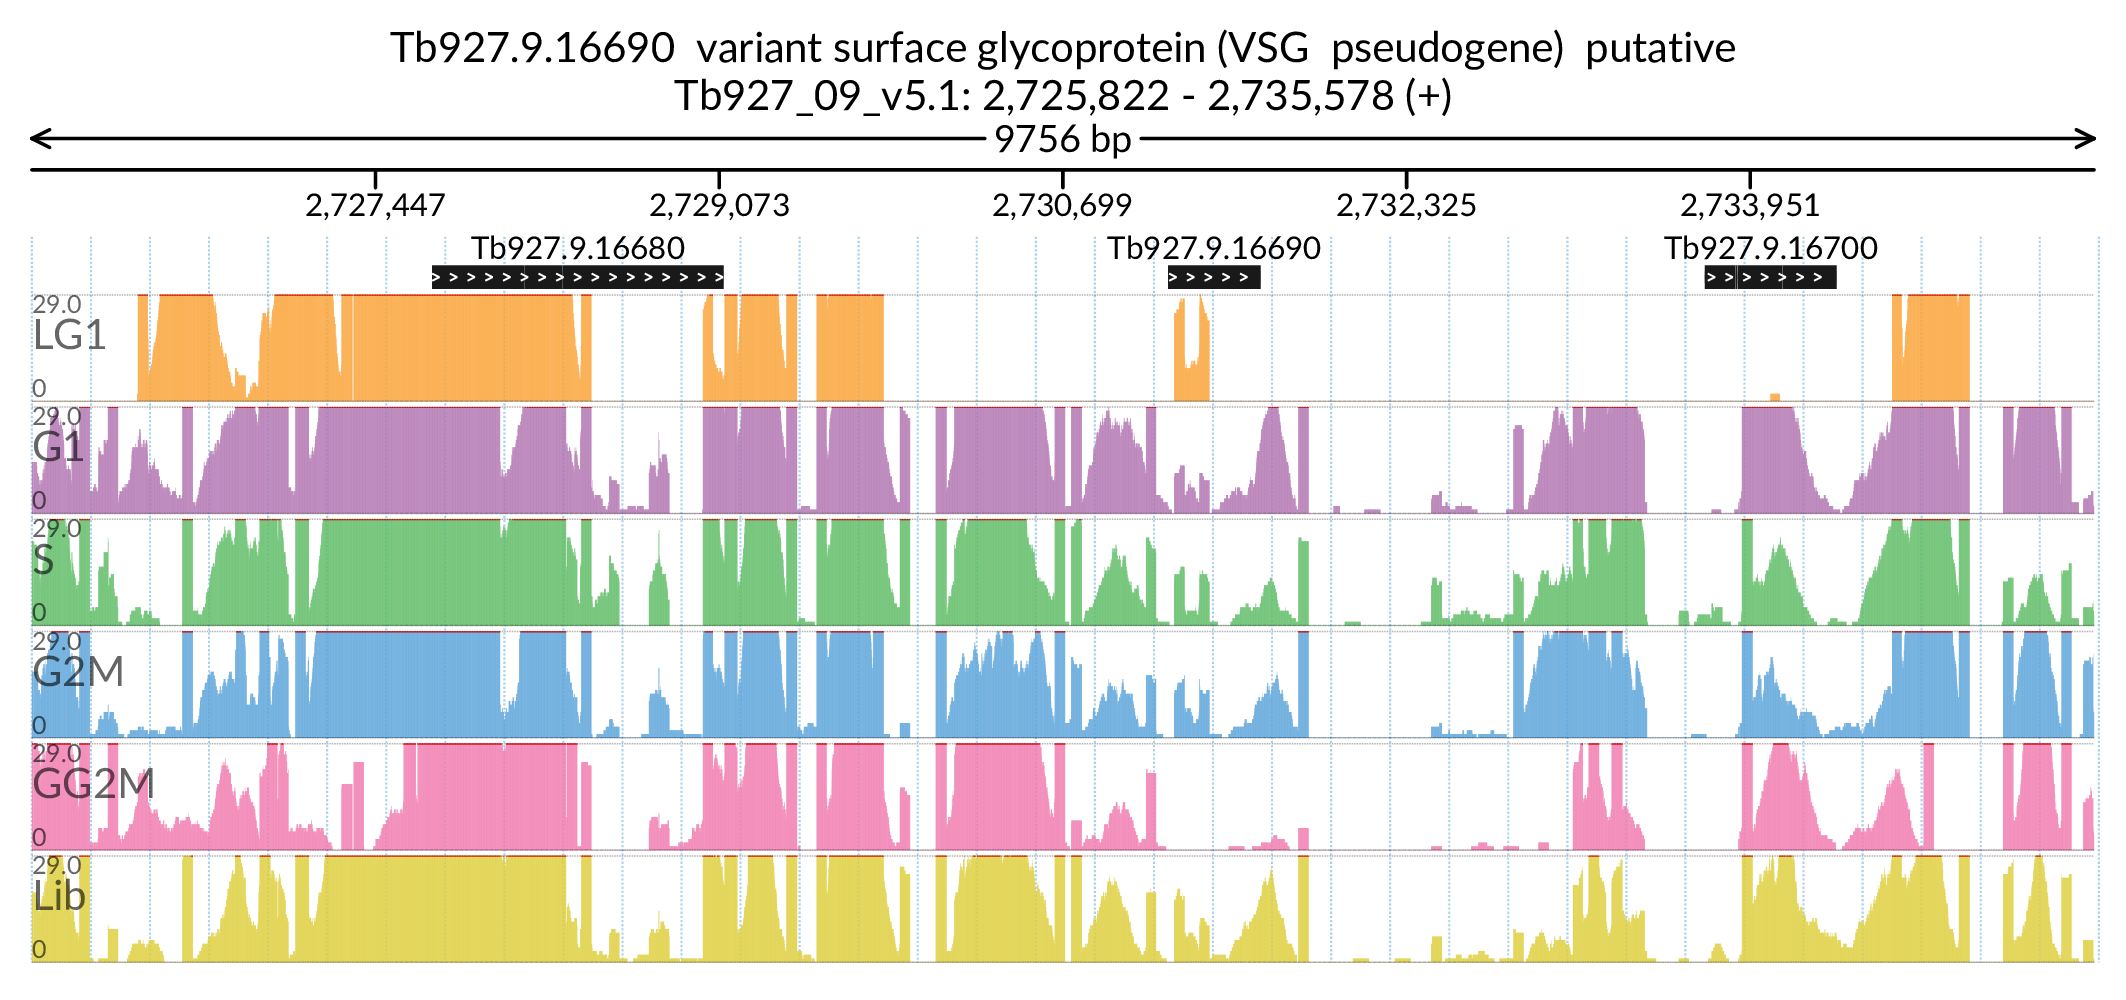 Tb927.9.16690 variant surface glycoprotein (VSG pseudogene) putative
Tb927_09_v5.1: 2,725,822 - 2,735,578 (+)
9756 bp
2,727,447 2,729,073 2,730,699 2,732,325 2,733,951
Tb927.9.16680 Tb927.9.16690 Tb927.9.16700
29.0
LG1
0
29.0
G1
0
29.0
S
0
29.0
G2M
0
29.0
GG2M
0
29.0
Lib
0